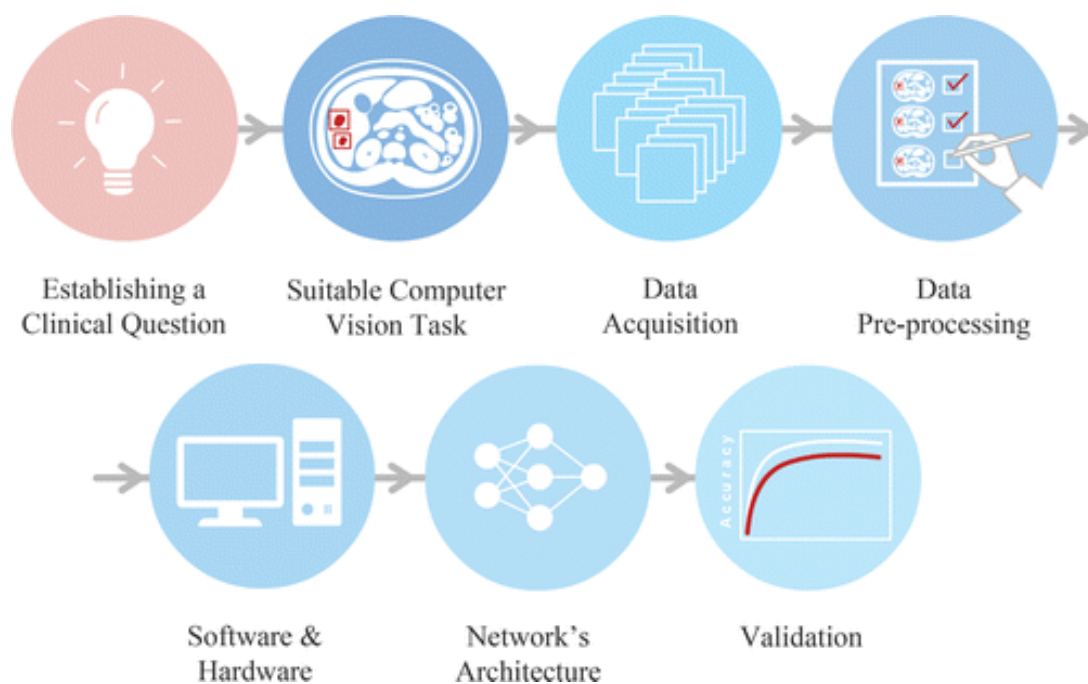 Establishing a
Clinical Question
Suitable Computer
Vision Task
Data
Acquisition
Data
Pre-processing
Accuracy
Software &
Hardware
Network's
Architecture
Validation